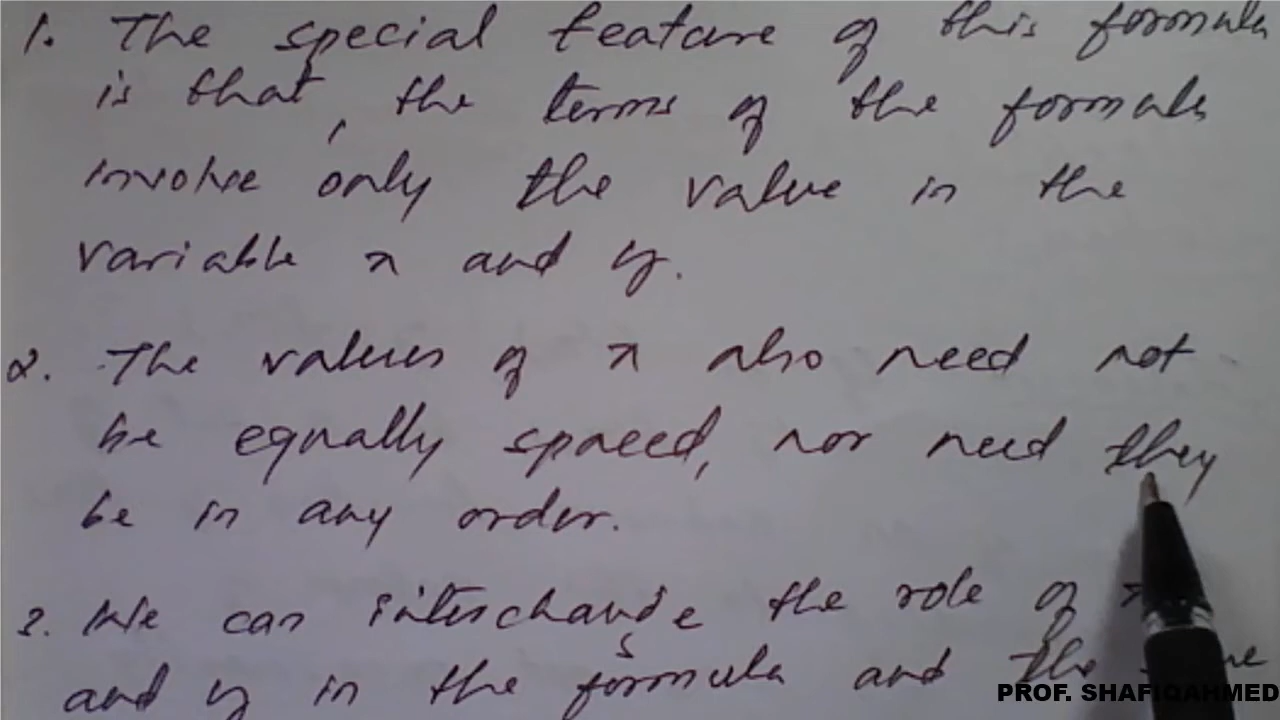 1. The special feature of this formula
is that, the terms of the formula
involve only the value in the
variable x and y.
2. The values of x also need not
be equally spaced, nor need they
be in any order.
3. We can interchange the role of x
and y in the formula and the
PROF. SHAFIQAHMED